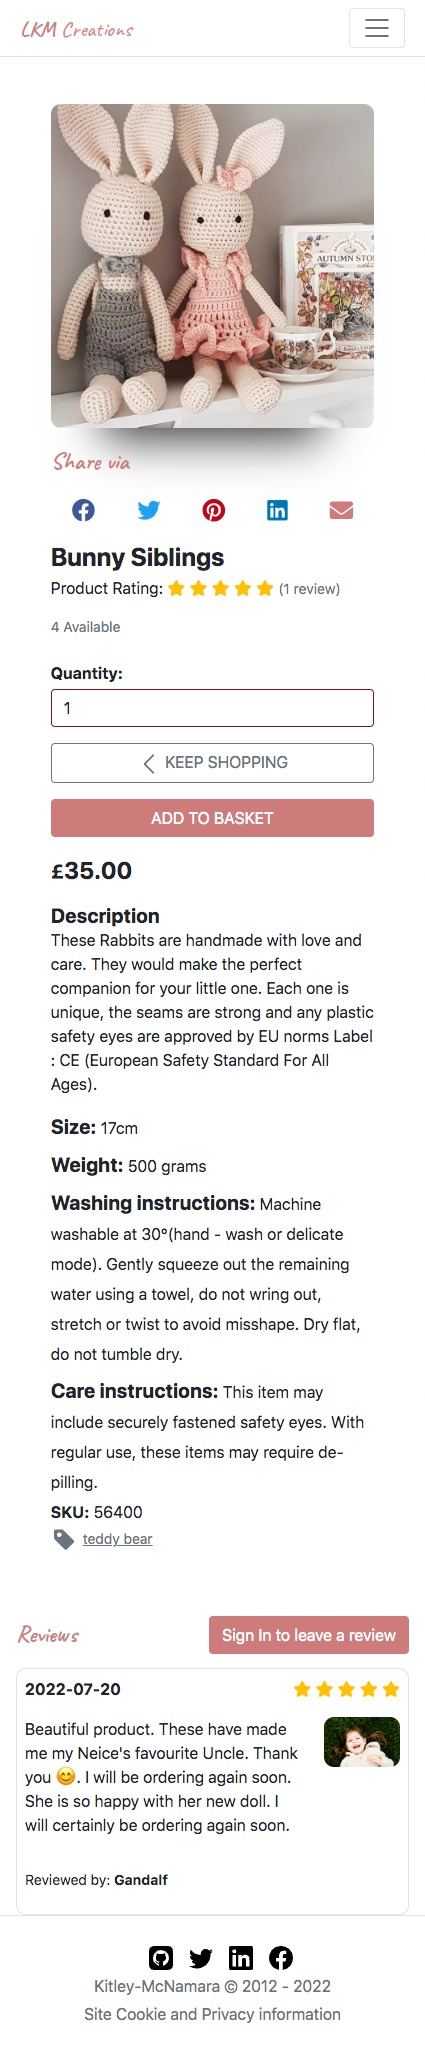 LKM Creations
AUTUMN STO
Share via
Bunny Siblings
Product Rating: (1 review)
4 Available
Quantity:
1
KEEP SHOPPING
ADD TO BASKET
£35.00
Description
These Rabbits are handmade with love and
care. They would make the perfect
companion for your little one. Each one is
unique, the seams are strong and any plastic
safety eyes are approved by EU norms Label
: CE (European Safety Standard For All
Ages).
Size: 17cm
Weight: 500 grams
Washing instructions: Machine
washable at 30°(hand - wash or delicate
mode). Gently squeeze out the remaining
water using a towel, do not wring out,
stretch or twist to avoid misshape. Dry flat,
do not tumble dry.
Care instructions: This item may
include securely fastened safety eyes. With
regular use, these items may require de-
pilling.
SKU: 56400
teddy bear
Reviews
Sign In to leave a review
2022-07-20
Beautiful product. These have made
me my Neice's favourite Uncle. Thank
you 😊. I will be ordering again soon.
She is so happy with her new doll. I
will certainly be ordering again soon.
Reviewed by: Gandalf
Kitley-McNamara © 2012 - 2022
Site Cookie and Privacy information